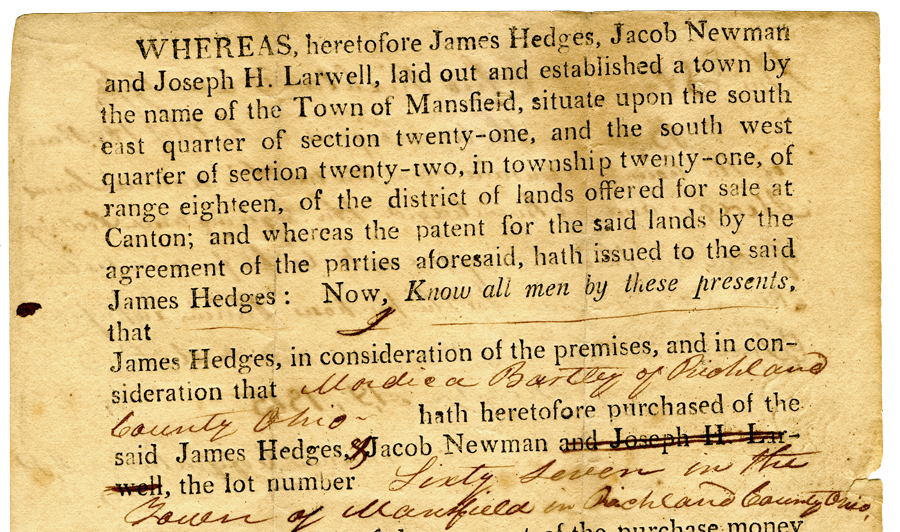 WHEREAS, heretofore James Hedges, Jacob Newman
and Joseph H. Larwell, laid out and established a town by
the name of the Town of Mansfield, situate upon the south
east quarter of section twenty-one, and the south west
quarter of section twenty-two, in township twenty-one, of
range eighteen, of the district of lands offered for sale at
Canton; and whereas the patent for the said lands by the
agreement of the parties aforesaid, hath issued to the said
James Hedges: Now, Know all men by these presents,
that I
James Hedges, in consideration of the premises, and in con-
sideration that Mordica Bartley of Richland
County Ohio- hath heretofore purchased of the
said James Hedges, & Jacob Newman and Joseph H. Lar-
well, the lot number Sixty Seven in the
Town of Mansfield in Richland County Ohio,
of the purchase money